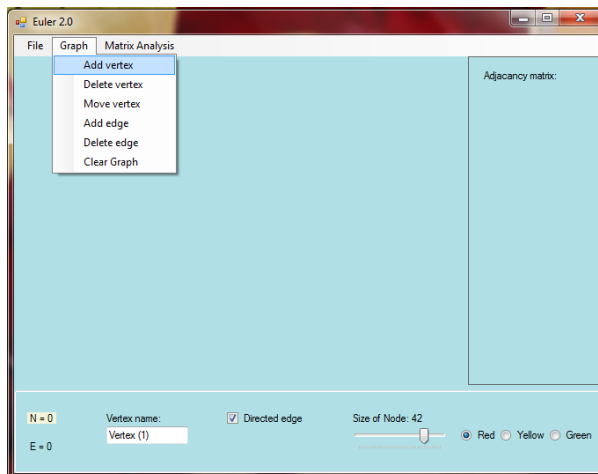 Euler 2.0
File Graph Matrix Analysis
Add vertex
Delete vertex
Move vertex
Add edge
Delete edge
Clear Graph
Adjacancy matrix:
N = 0 Vertex name: Directed edge Size of Node: 42
Vertex (1) Red Yellow Green
E = 0